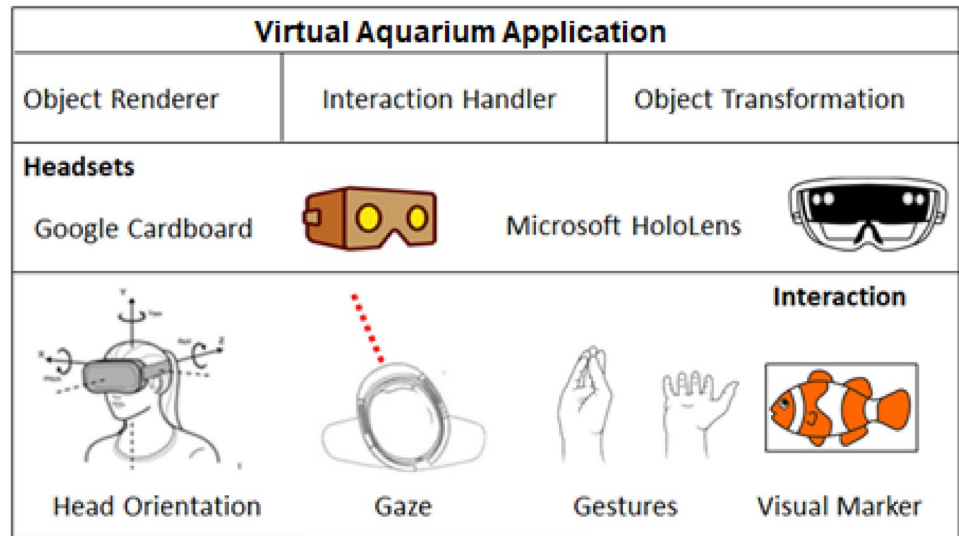 Virtual Aquarium Application
Object Renderer Interaction Handler Object Transformation
Headsets
Google Cardboard Microsoft HoloLens
Interaction
Y
X
Z
Pitch
Head Orientation Gaze Gestures Visual Marker